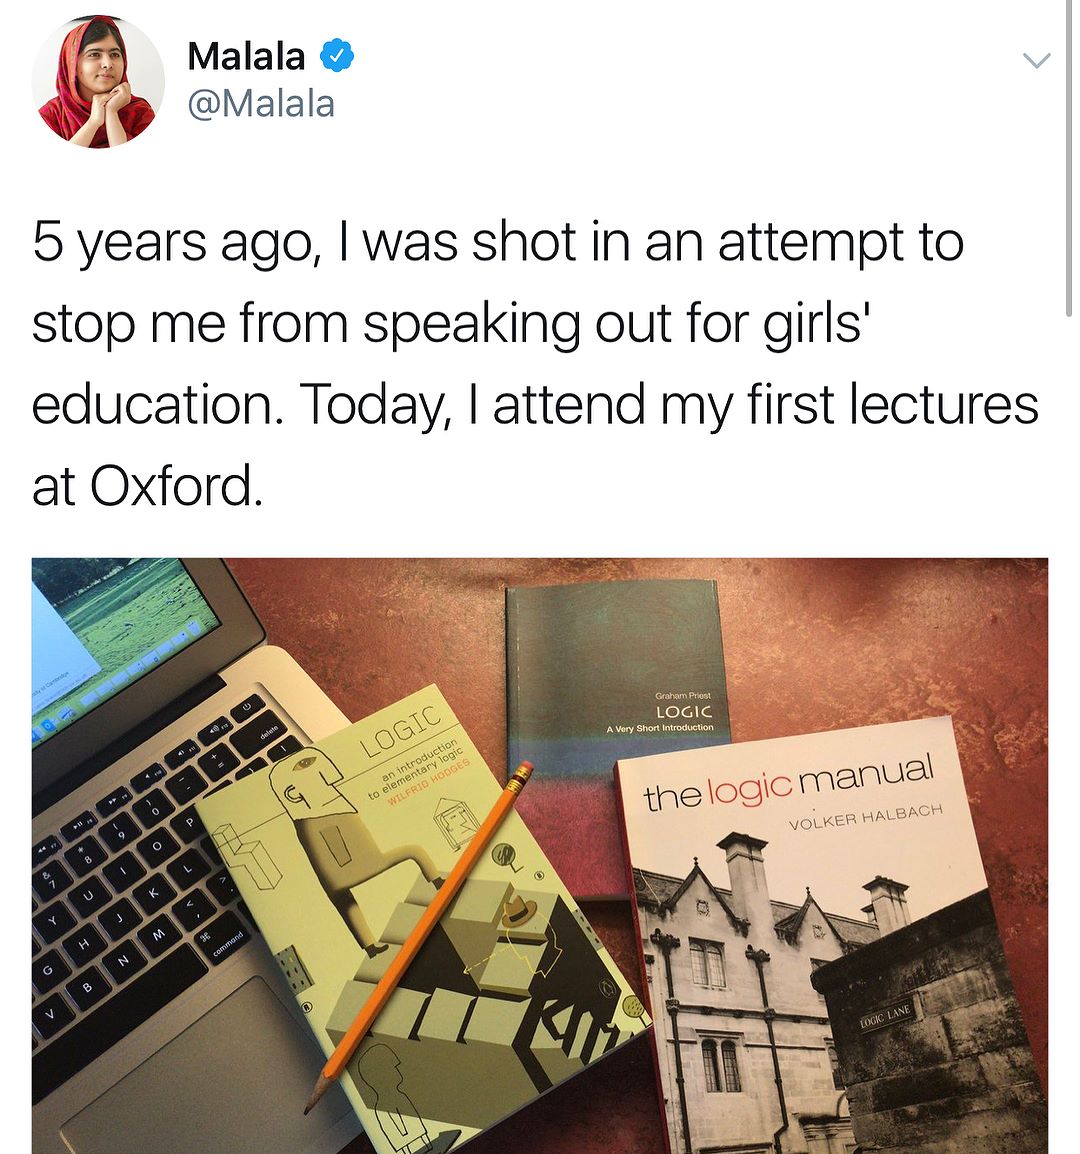 Malala
@Malala
5 years ago, I was shot in an attempt to
stop me from speaking out for girls'
education. Today, I attend my first lectures
at Oxford.
Graham Priest
LOGIC
A Very Short Introduction
LOGIC
an introduction
to elementary logic
WILFRID HODGES
the logic manual
VOLKER HALBACH
LOGIC LANE
delete
command